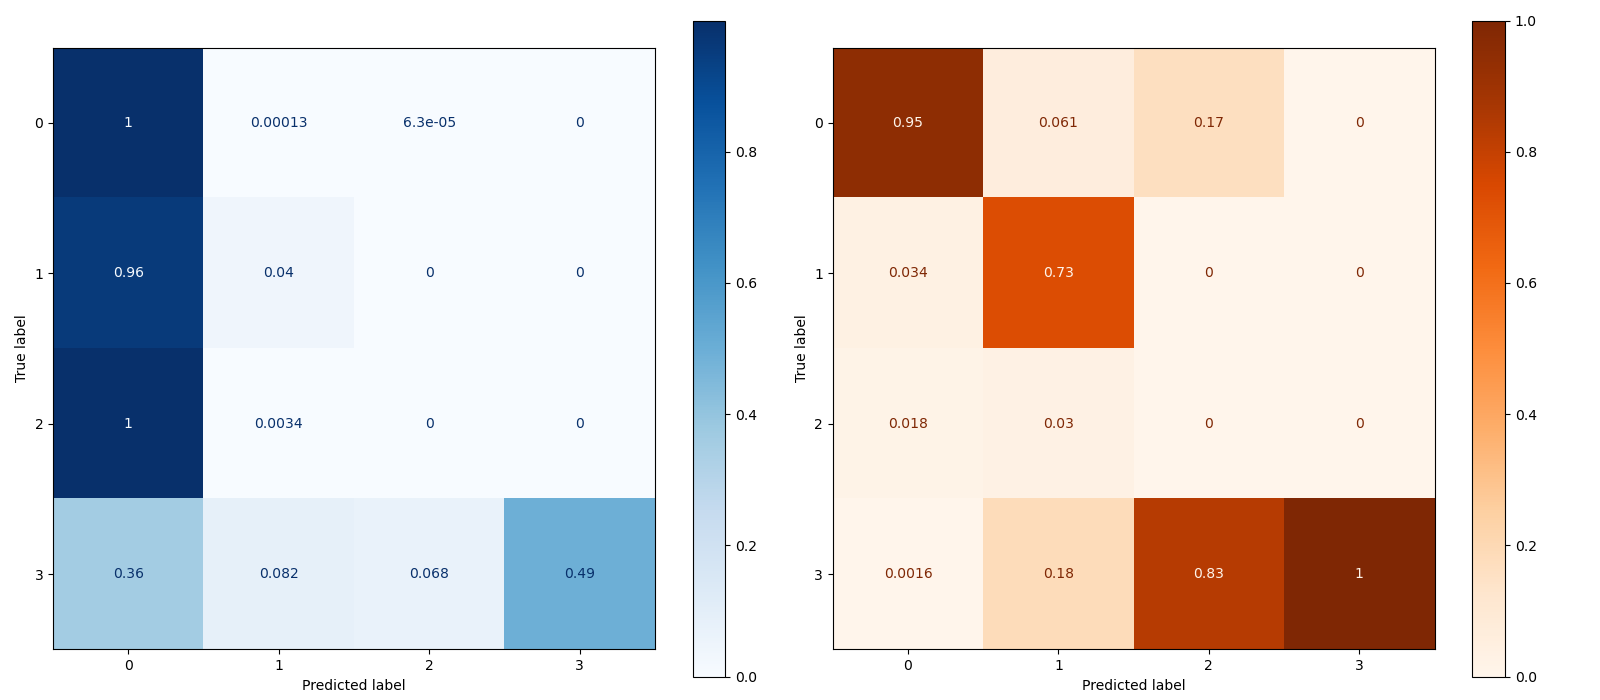 0 1 0.00013 6.3e-05 0
1 0.96 0.04 0 0
2 1 0.0034 0 0
3 0.36 0.082 0.068 0.49
0 1 2 3
True label
Predicted label
0.8
0.6
0.4
0.2
0.0
0 0.95 0.061 0.17 0
1 0.034 0.73 0 0
2 0.018 0.03 0 0
3 0.0016 0.18 0.83 1
0 1 2 3
True label
Predicted label
1.0
0.8
0.6
0.4
0.2
0.0